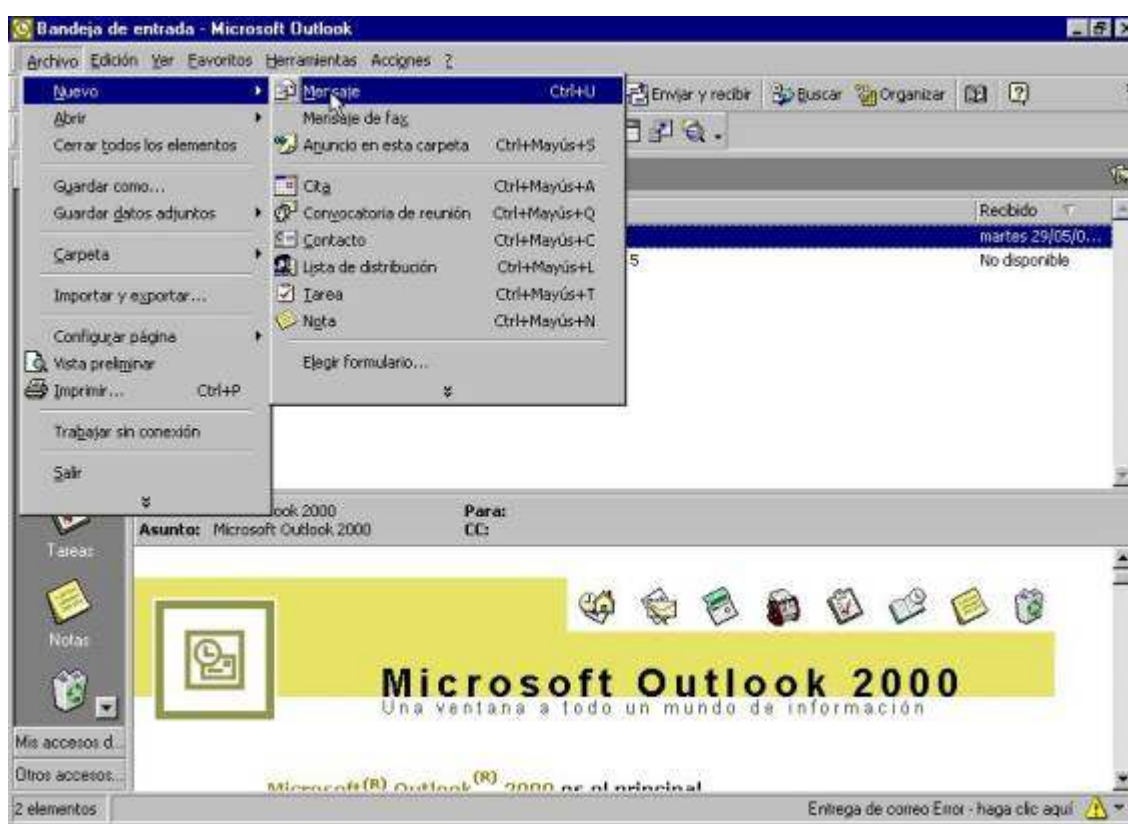 Bandeja de entrada - Microsoft Outlook
Archivo Edición Ver Favoritos Herramientas Acciones ?
Nuevo
Abrir
Cerrar todos los elementos
Guardar como...
Guardar datos adjuntos
Carpeta
Importar y exportar...
Configurar página
Vista preliminar
Imprimir... Ctrl+P
Trabajar sin conexión
Salir
Mensaje Ctrl+U
Mensaje de fax
Anuncio en esta carpeta Ctrl+Mayús+S
Cita Ctrl+Mayús+A
Convocatoria de reunión Ctrl+Mayús+Q
Contacto Ctrl+Mayús+C
Lista de distribución Ctrl+Mayús+L
Tarea Ctrl+Mayús+T
Nota Ctrl+Mayús+N
Elegir formulario...
Enviar y recibir Buscar Organizar
Recibido
martes 29/05/0...
5 No disponible
ook 2000 Para:
Asunto: Microsoft Outlook 2000 CC:
Tareas
Notas
Mis accesos d...
Otros accesos...
Microsoft Outlook 2000
Una ventana a todo un mundo de información
Microsoft(R) Outlook(R) 2000 es el principal
2 elementos
Entrega de correo Error - haga clic aquí